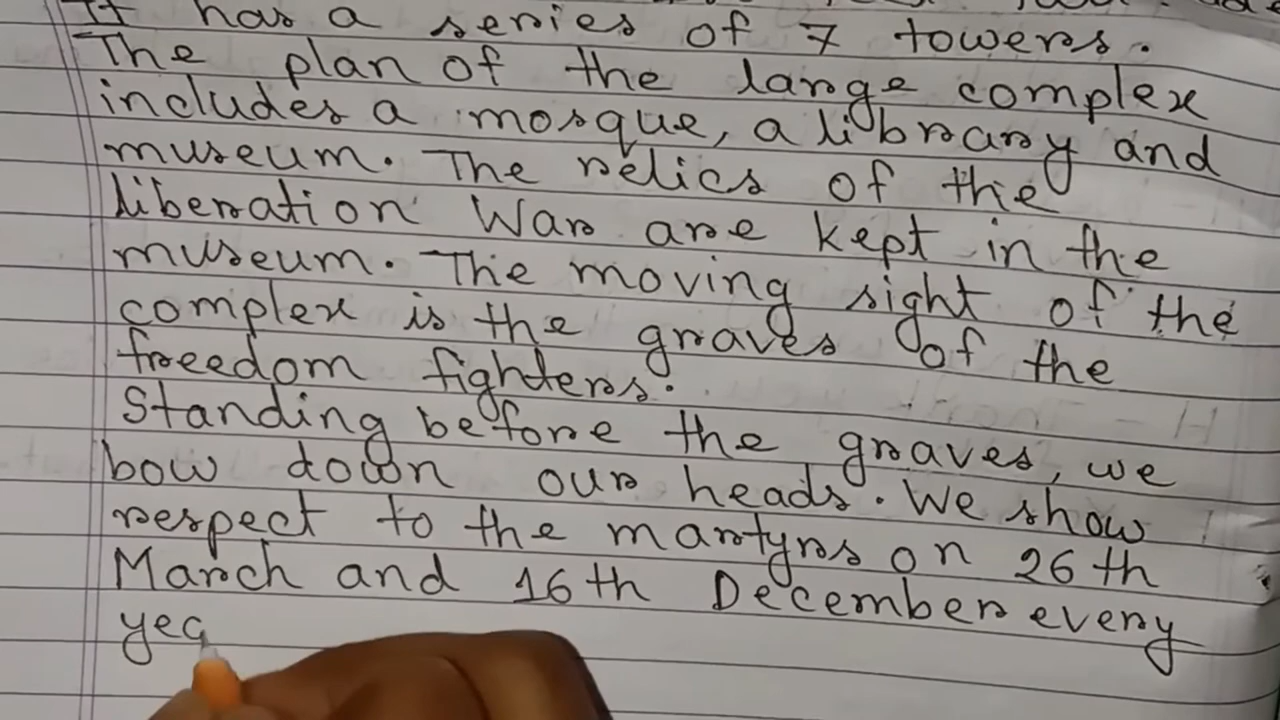 It has a series of 7 towers.
The plan of the large complex
includes a mosque, a library and
museum. The relics of the
liberation War are kept in the
museum. The moving sight of the
complex is the graves of the
freedom fighters.
Standing before the graves, we
bow down our heads. We show
respect to the martyrs on 26th
March and 16th December every
yea